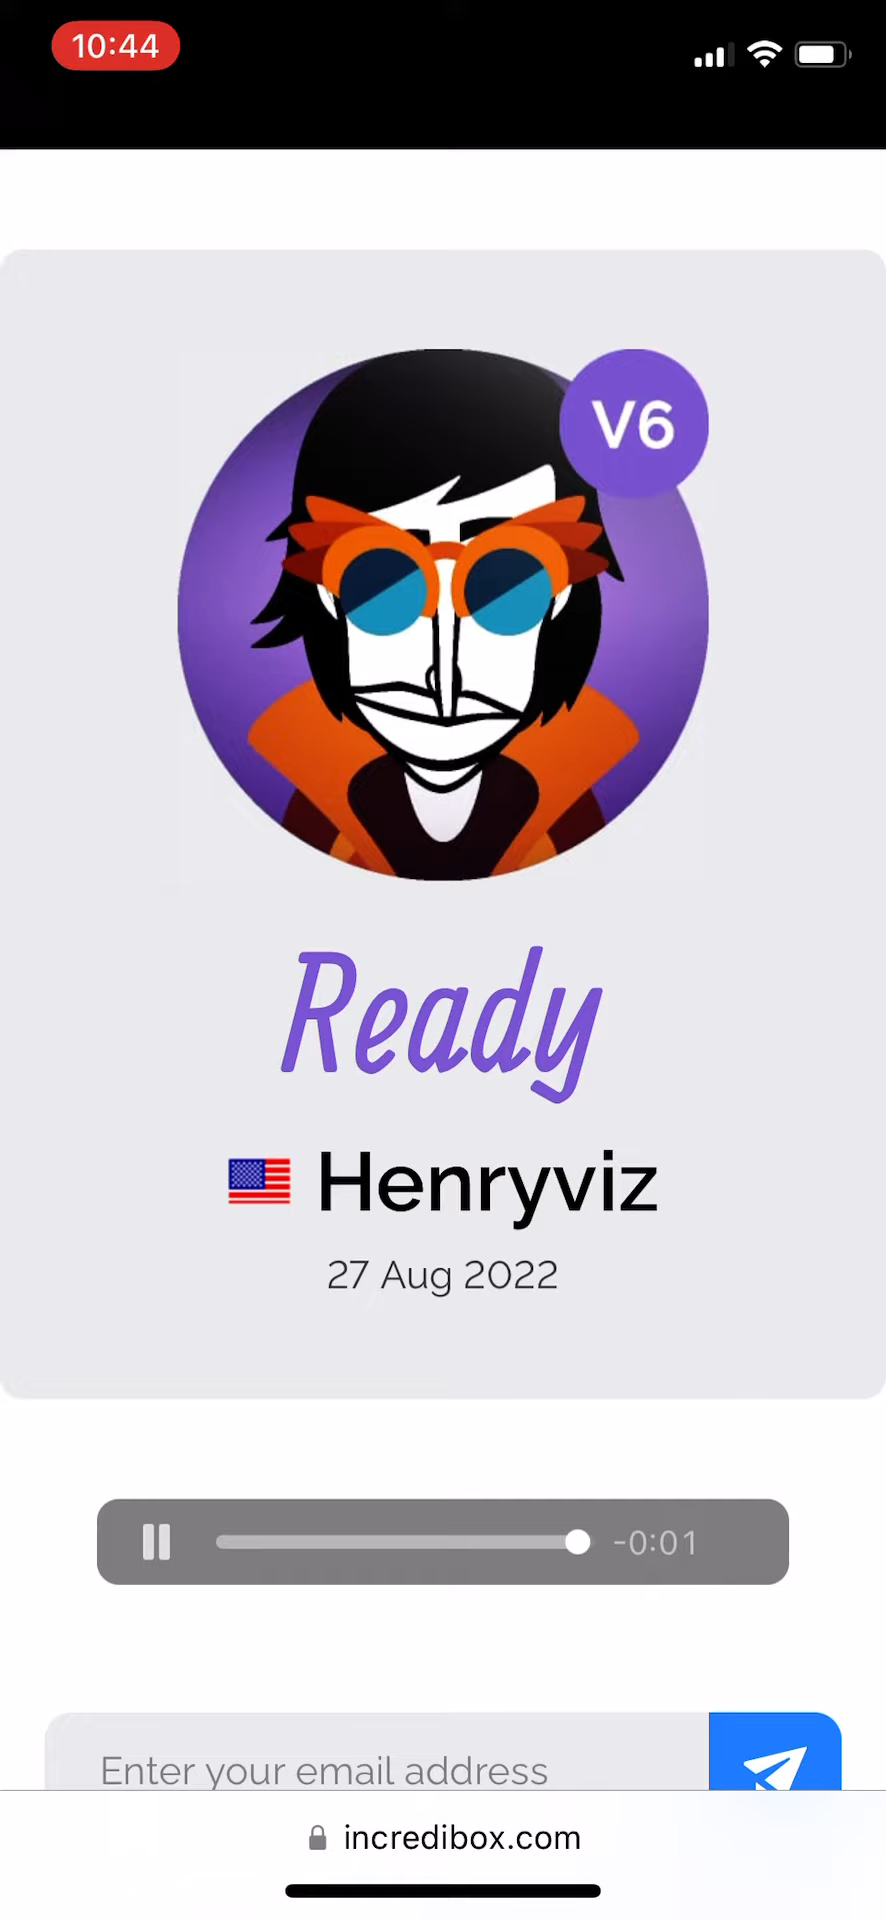 10:44
V6
Ready
Henryviz
27 Aug 2022
-0:01
Enter your email address
incredibox.com